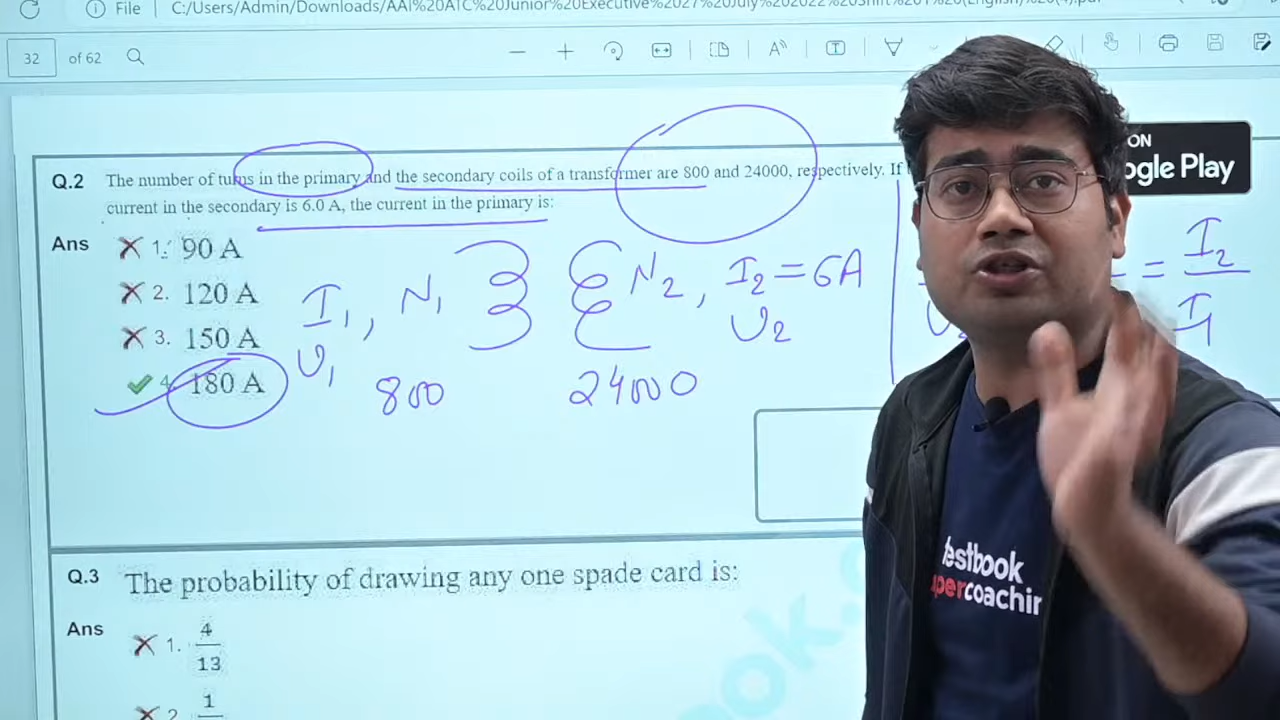 File C:/Users/Admin/Downloads/AAI%20ATC%20Junior%20Executive%2027%20July%202022%20Shift%201%20(English)%20(4).pdf
32 of 62
ON
Google Play
Q.2 The number of turns in the primary and the secondary coils of a transformer are 800 and 24000, respectively. If
current in the secondary is 6.0 A, the current in the primary is:
Ans 1. 90 A
2. 120 A
3. 150 A
4. 180 A
I₁, N₁ N₂, I₂ = 6A
υ₁ υ₂
800 24000
= I₂
I₁
Q.3 The probability of drawing any one spade card is:
Ans 1. 4
13
2. 1
testbook
supercoaching